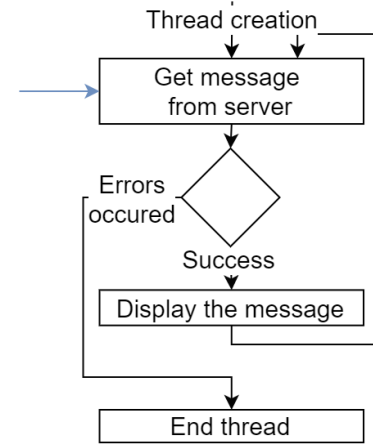 Thread creation
Get message
from server
Errors
occured
Success
Display the message
End thread